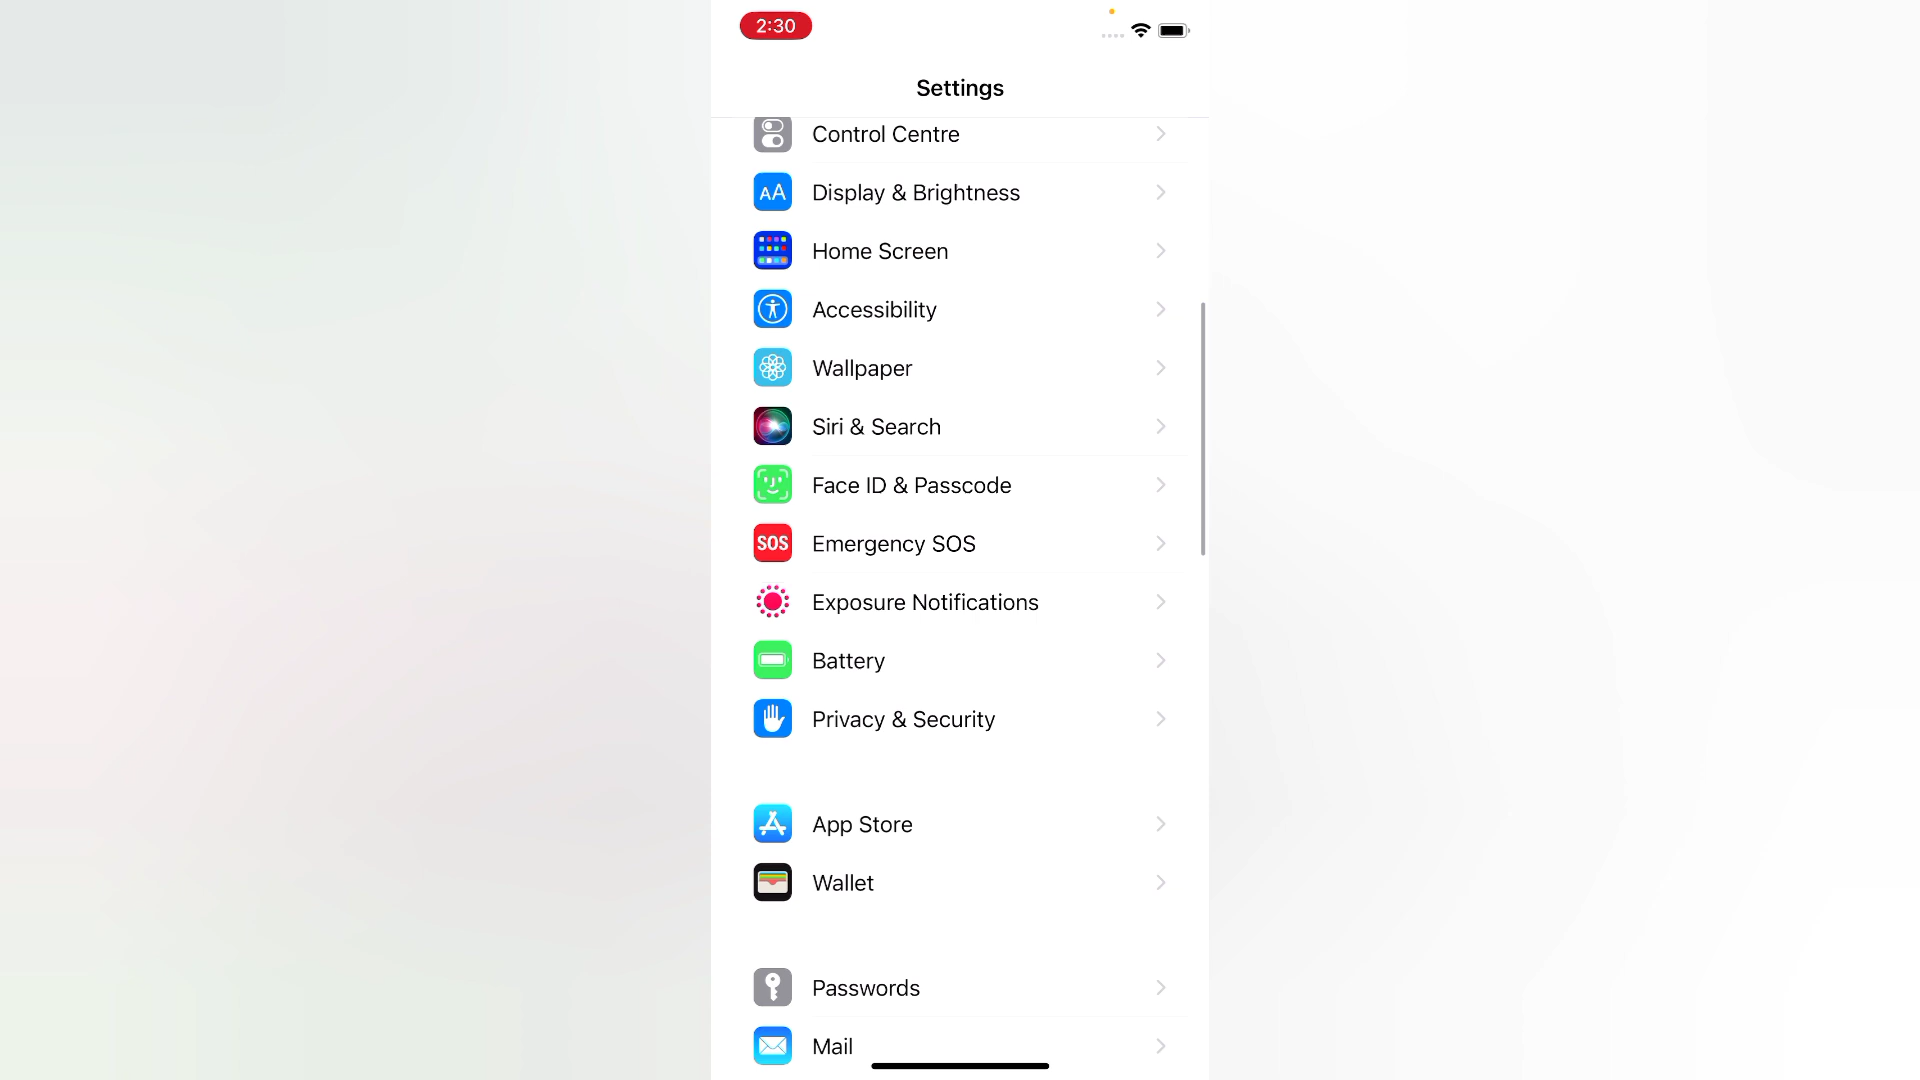 2:30
Settings
Control Centre
AA Display & Brightness
Home Screen
Accessibility
Wallpaper
Siri & Search
Face ID & Passcode
SOS Emergency SOS
Exposure Notifications
Battery
Privacy & Security
App Store
Wallet
Passwords
Mail